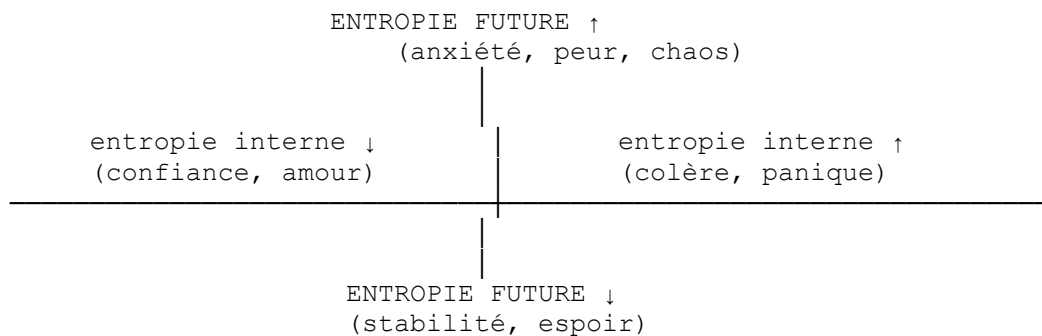 ENTROPIE FUTURE ↑
(anxiété, peur, chaos)
entropie interne ↓ entropie interne ↑
(confiance, amour) (colère, panique)
ENTROPIE FUTURE ↓
(stabilité, espoir)